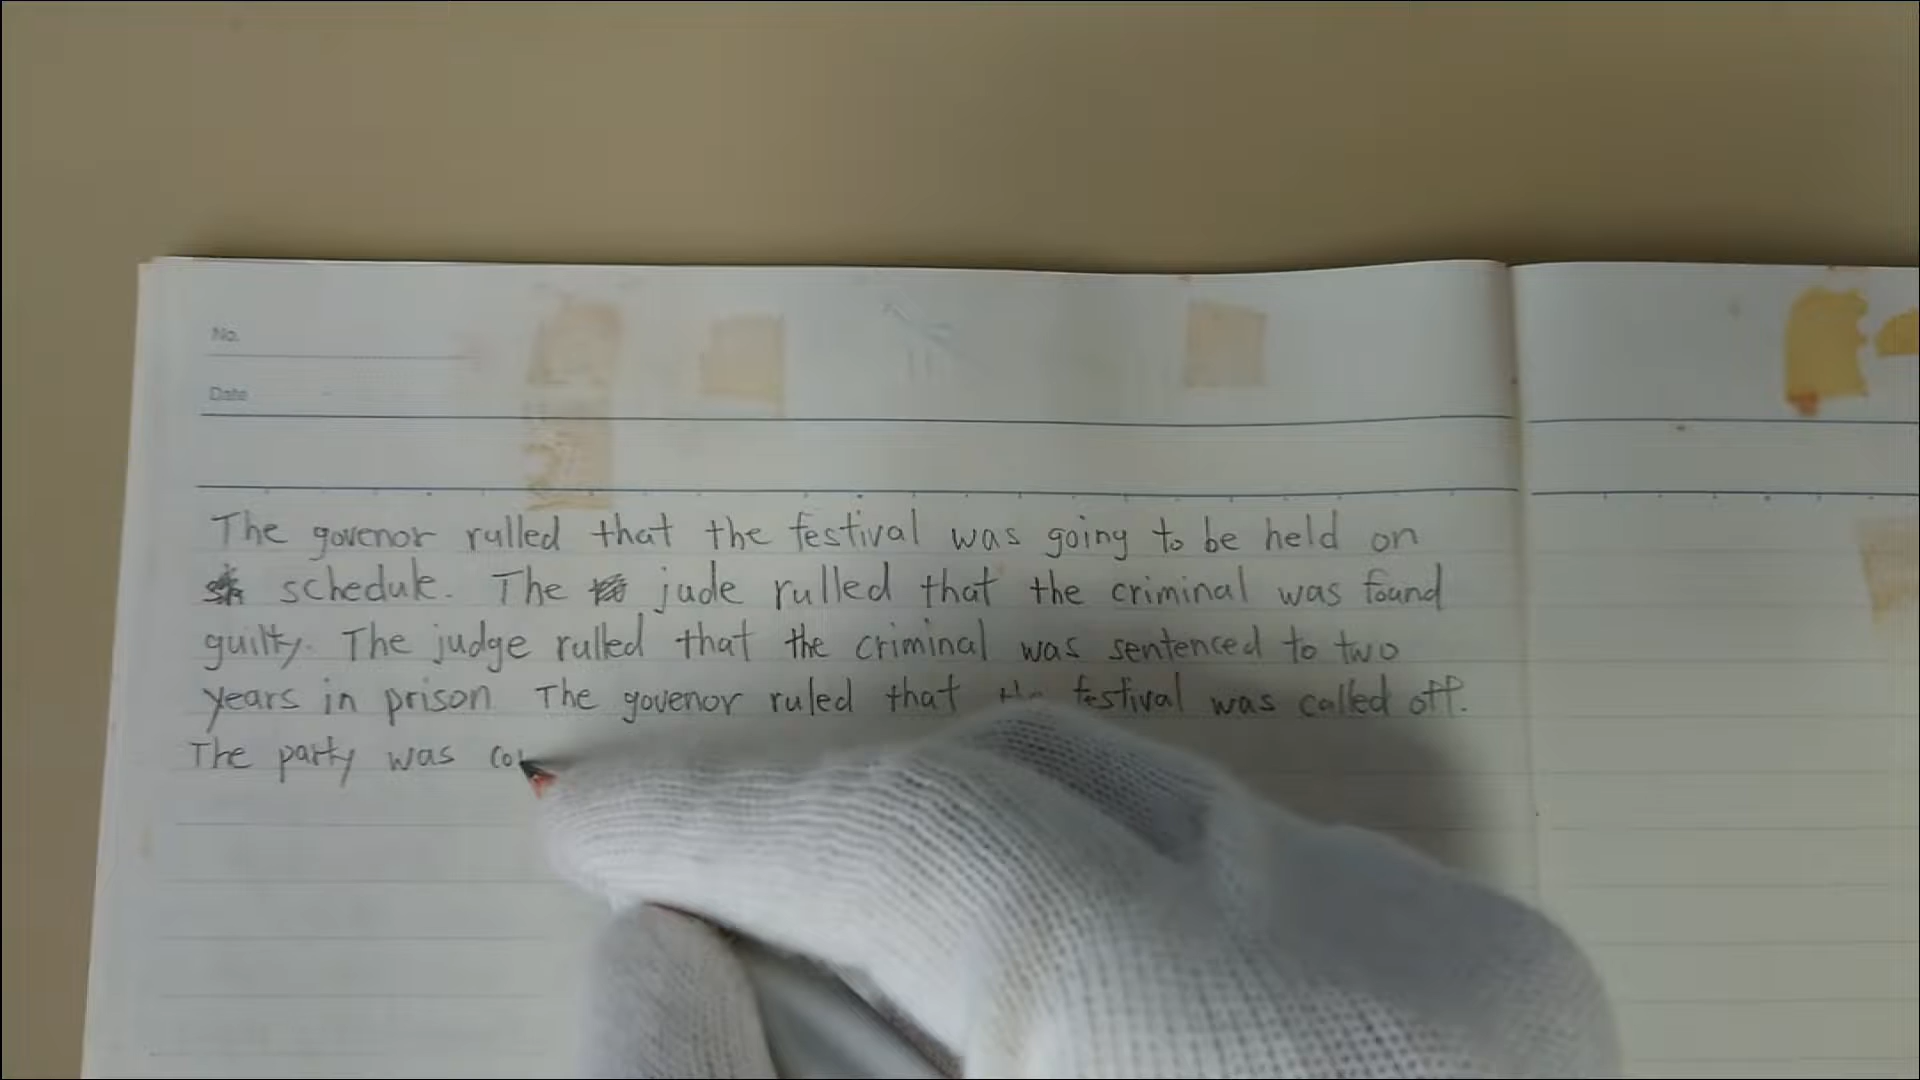 No.
Date
The govenor rulled that the festival was going to be held on
schedule. The jude rulled that the criminal was found
guilty. The judge rulled that the criminal was sentenced to two
years in prison The govenor ruled that the festival was called off.
The party was